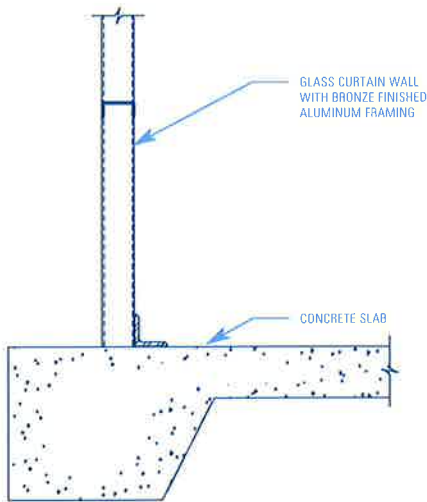 GLASS CURTAIN WALL
WITH BRONZE FINISHED
ALUMINUM FRAMING
CONCRETE SLAB